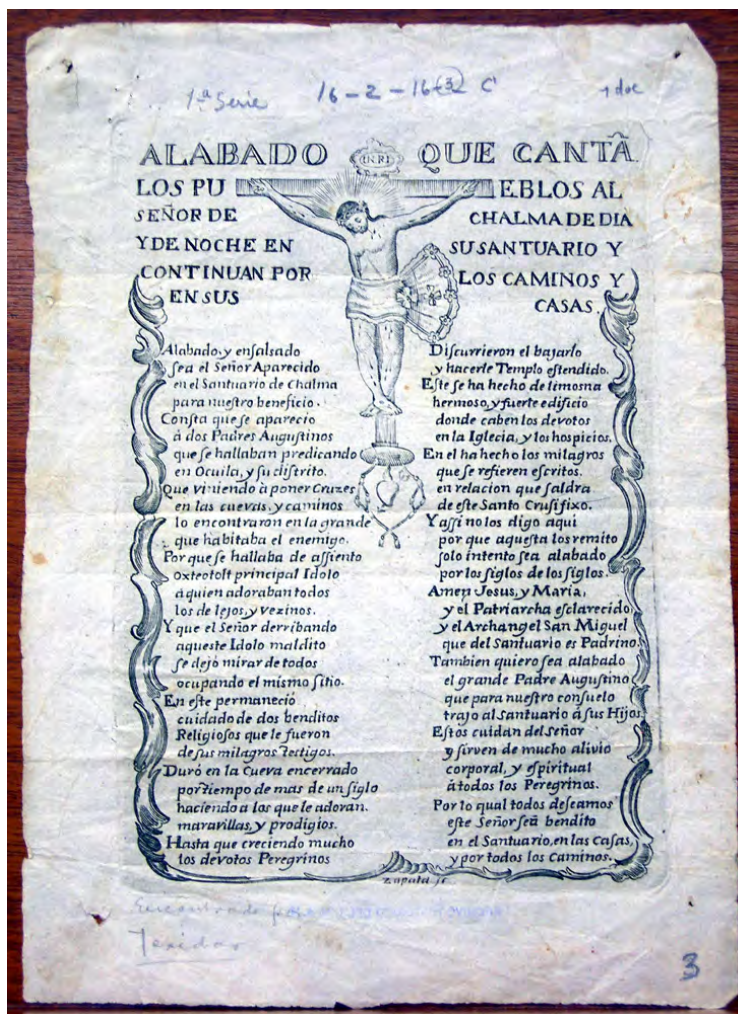 1ª Serie 16-2-16(3) C 1 doc
ALABADO QUE CANTÃ
INRI
LOS PUEBLOS AL
SEÑOR DE CHALMA DE DIA
Y DE NOCHE EN SU SANTUARIO Y
CONTINUAN POR LOS CAMINOS Y
EN SUS CASAS.
Alabado, y ensalsado
sea el Señor Aparecido
en el Santuario de Chalma
para nuestro beneficio.
Consta que se aparecio
à dos Padres Augustinos
que se hallaban predicando
en Ocuila, y su distrito.
Que viniendo à poner Cruzes
en las cuevas, y caminos
lo encontraron en la grande
que habitaba el enemigo.
Porque se hallaba de assiento
Oxteotolt principal Idolo
à quien adoraban todos
los de lejos, y vezinos.
Y que el Señor derribando
aqueste Idolo maldito
se dejó mirar de todos
ocupando el mismo sitio.
En este permaneció
cuidado de dos benditos
Religiosos que le fueron
de sus milagros Testigos.
Duró en la Cueva encerrado
por tiempo de mas de un siglo
haciendo a los que le adoran.
maravillas, y prodigios.
Hasta que creciendo mucho
los devotos Peregrinos
Discurrieron el bajarlo
y hacerle Templo estendido.
Este se ha hecho de limosna
hermoso, y fuerte edificio
donde caben los devotos
en la Iglecia, y los hospicios.
En el ha hecho los milagros
que se refieren escritos.
en relacion que saldra
de este Santo Crusifixo.
Y assi no los digo aqui
por que aquesta los remito
solo intento sea alabado
por los siglos de los siglos.
Amen Jesus, y Maria,
y el Patriarcha esclarecido
y el Archangel San Miguel
que del Santuario es Padrino.
Tambien quiero sea alabado
el grande Padre Augustino
que para nuestro consuelo
trajo al Santuario à sus Hijos.
Estos cuidan del Señor
y sirven de mucho alivio
corporal, y espiritual
à todos los Peregrinos.
Por lo qual todos deseamos
este Señor seà bendito
en el Santuario, en las Casas,
y por todos los Caminos.
Zapata sc.
Encontrado
3